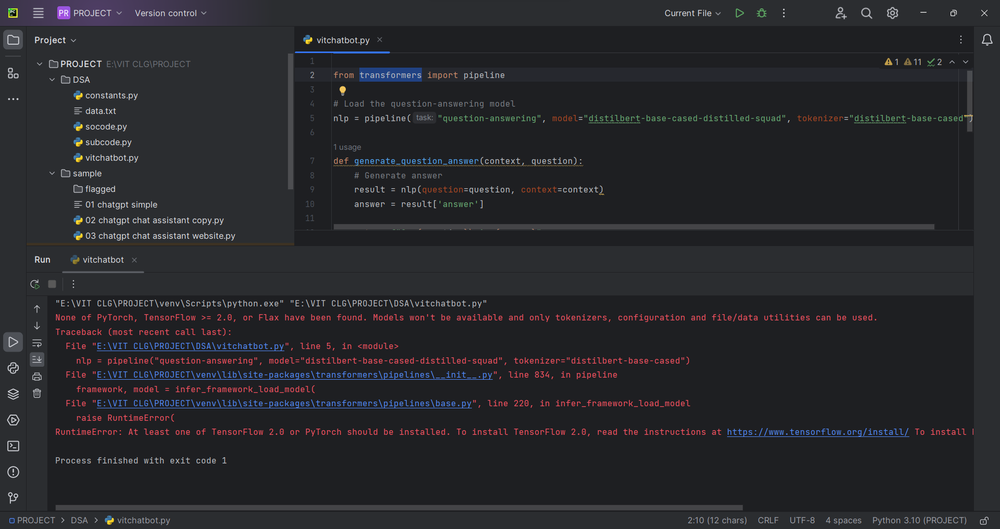 PR PROJECT Version control Current File
Project
vitchatbot.py
PROJECT E:\VIT CLG\PROJECT
DSA
constants.py
data.txt
socode.py
subcode.py
vitchatbot.py
sample
flagged
01 chatgpt simple
02 chatgpt chat assistant copy.py
03 chatgpt chat assistant website.py
1 11 2
1
2 from transformers import pipeline
3
4 # Load the question-answering model
5 nlp = pipeline( task: "question-answering", model="distilbert-base-cased-distilled-squad", tokenizer="distilbert-base-cased")
6
1 usage
7 def generate_question_answer(context, question):
8 # Generate answer
9 result = nlp(question=question, context=context)
10 answer = result['answer']
11
Run vitchatbot
"E:\VIT CLG\PROJECT\venv\Scripts\python.exe" "E:\VIT CLG\PROJECT\DSA\vitchatbot.py"
None of PyTorch, TensorFlow >= 2.0, or Flax have been found. Models won't be available and only tokenizers, configuration and file/data utilities can be used.
Traceback (most recent call last):
File "E:\VIT CLG\PROJECT\DSA\vitchatbot.py", line 5, in <module>
nlp = pipeline("question-answering", model="distilbert-base-cased-distilled-squad", tokenizer="distilbert-base-cased")
File "E:\VIT CLG\PROJECT\venv\lib\site-packages\transformers\pipelines\__init__.py", line 834, in pipeline
framework, model = infer_framework_load_model(
File "E:\VIT CLG\PROJECT\venv\lib\site-packages\transformers\pipelines\base.py", line 220, in infer_framework_load_model
raise RuntimeError(
RuntimeError: At least one of TensorFlow 2.0 or PyTorch should be installed. To install TensorFlow 2.0, read the instructions at https://www.tensorflow.org/install/ To install
Process finished with exit code 1
PROJECT > DSA > vitchatbot.py
2:10 (12 chars) CRLF UTF-8 4 spaces Python 3.10 (PROJECT)